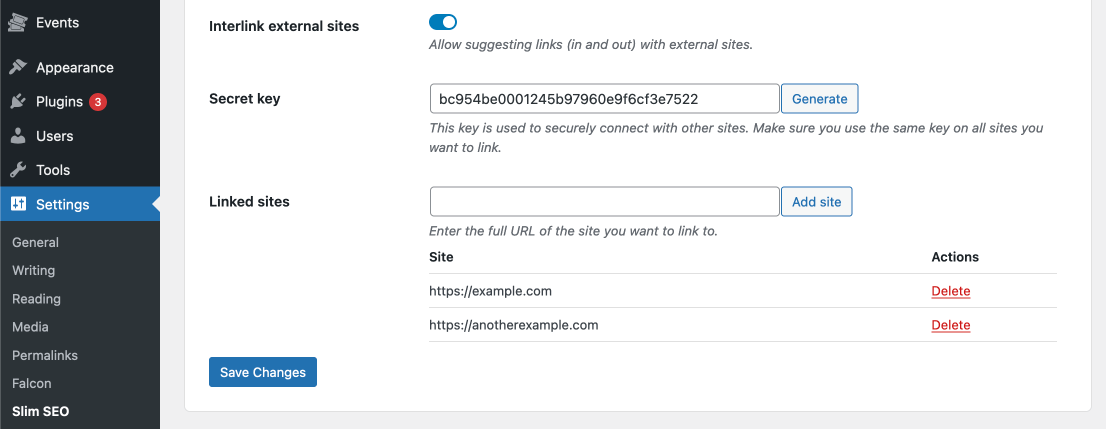 Events
Appearance
Plugins 3
Users
Tools
Settings
General
Writing
Reading
Media
Permalinks
Falcon
Slim SEO
Interlink external sites
Allow suggesting links (in and out) with external sites.
Secret key
bc954be0001245b97960e9f6cf3e7522 Generate
This key is used to securely connect with other sites. Make sure you use the same key on all sites you
want to link.
Linked sites
Add site
Enter the full URL of the site you want to link to.
Site Actions
https://example.com Delete
https://anotherexample.com Delete
Save Changes